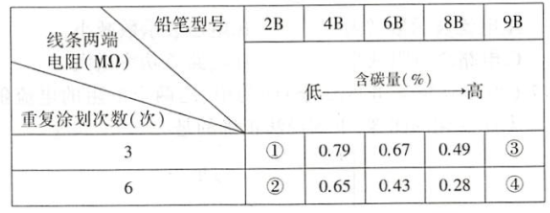 铅笔型号 2B 4B 6B 8B 9B
线条两端
电阻(MΩ)
含碳量(%)
低 高
重复涂划次数(次)
3 ① 0.79 0.67 0.49 ③
6 ② 0.65 0.43 0.28 ④